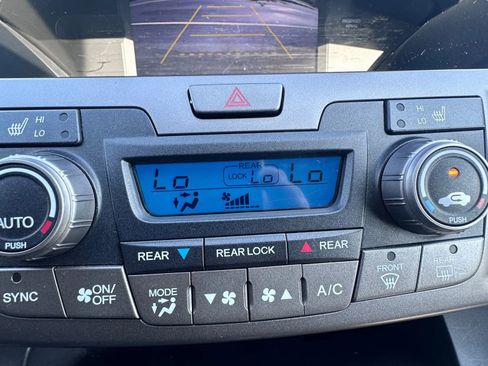 HI
LO
HI
LO
REAR
Lo LOCK Lo Lo
AUTO
PUSH
PUSH
REAR REAR LOCK REAR
SYNC
ON/OFF
MODE
A/C
FRONT
REAR